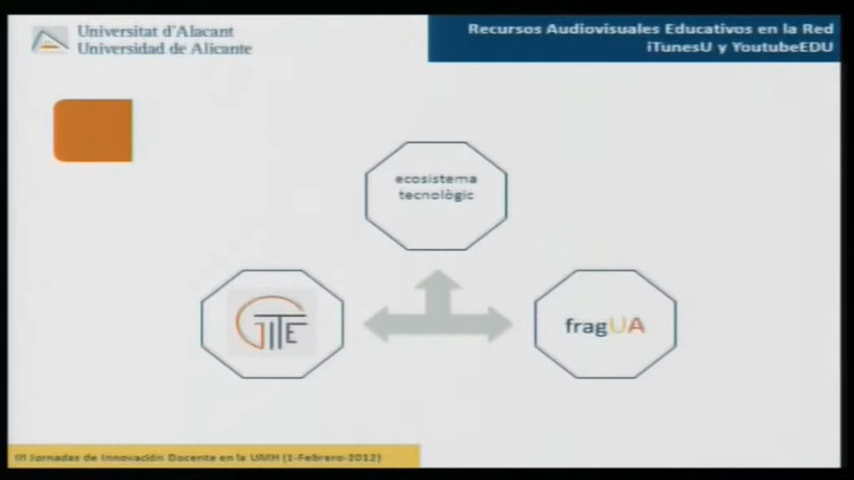 Universitat d'Alacant
Universidad de Alicante
Recursos Audiovisuales Educativos en la Red
iTunesU y YoutubeEDU
ecosistema
tecnològic
GITE
fragUA
III Jornadas de Innovación Docente en la UMH (1-Febrero-2012)